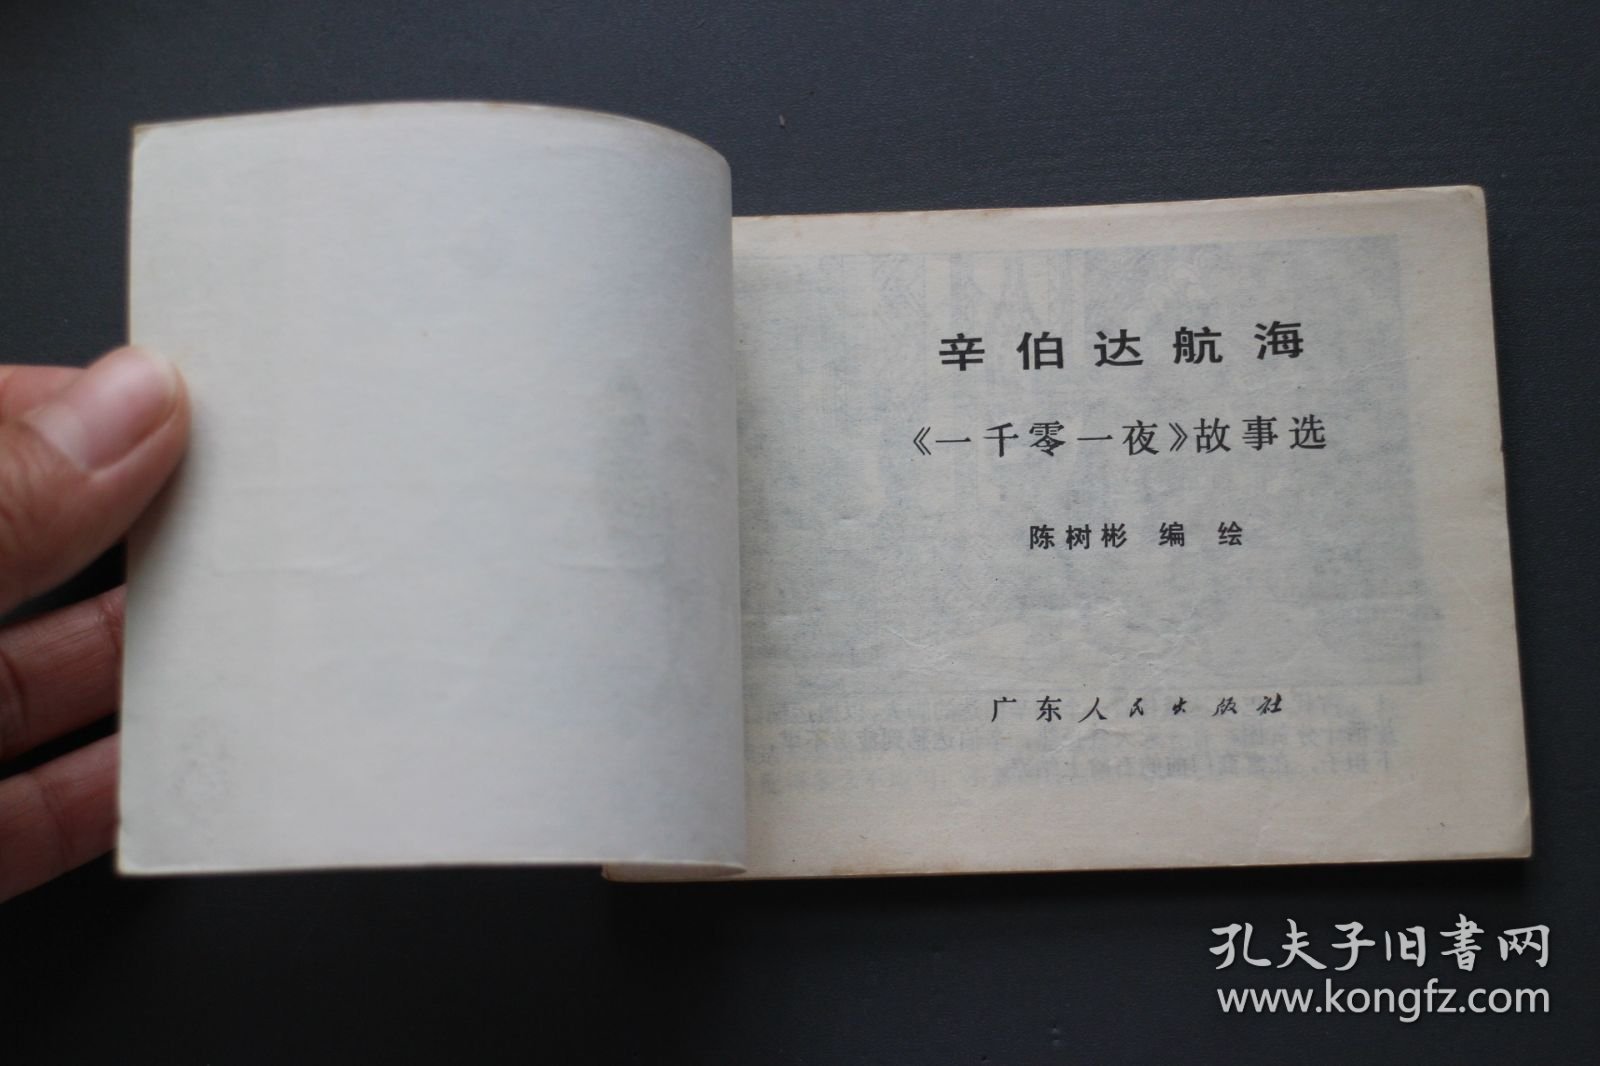 辛伯达航海
《一千零一夜》故事选
陈树彬 编 绘
广东人民出版社
孔夫子旧书网
www.kongfz.com